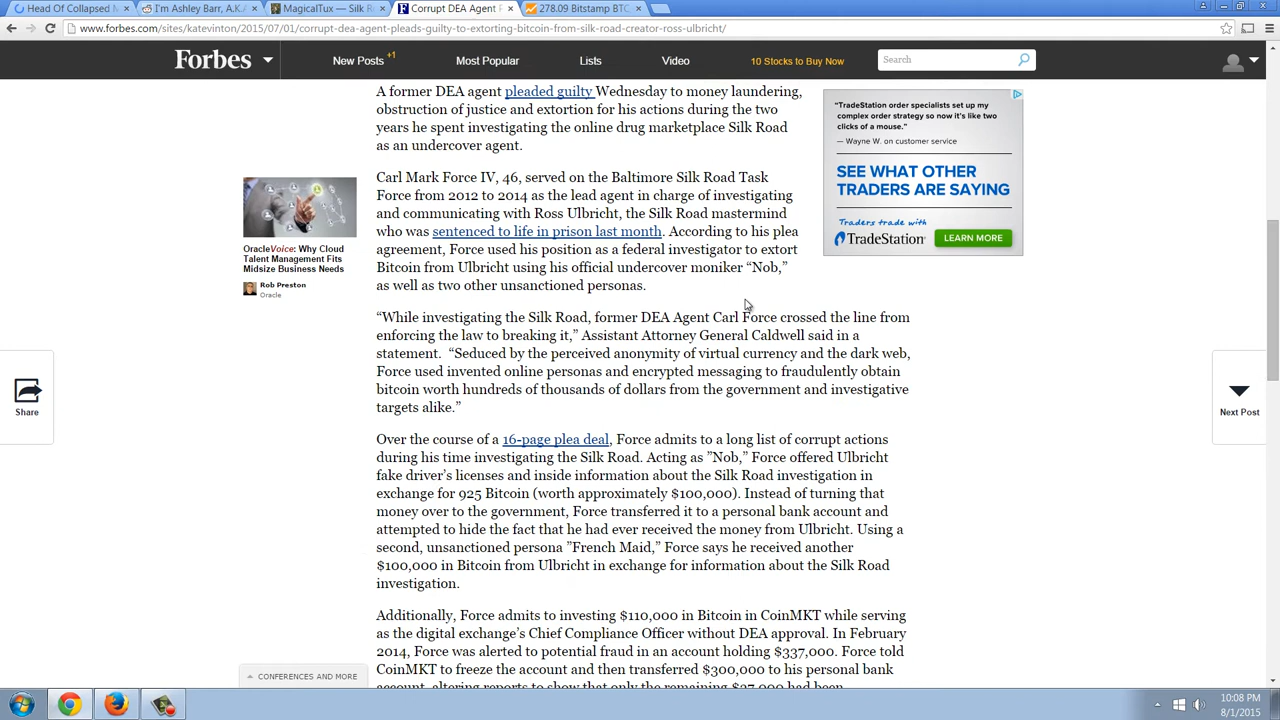 Head Of Collapsed M
I'm Ashley Barr, A.K.A
MagicalTux — Silk R
Corrupt DEA Agent P
278.09 Bitstamp BTC
www.forbes.com/sites/katevinton/2015/07/01/corrupt-dea-agent-pleads-guilty-to-extorting-bitcoin-from-silk-road-creator-ross-ulbricht/
Forbes
New Posts +1
Most Popular
Lists
Video
10 Stocks to Buy Now
Search
A former DEA agent pleaded guilty Wednesday to money laundering,
obstruction of justice and extortion for his actions during the two
years he spent investigating the online drug marketplace Silk Road
as an undercover agent.
Carl Mark Force IV, 46, served on the Baltimore Silk Road Task
Force from 2012 to 2014 as the lead agent in charge of investigating
and communicating with Ross Ulbricht, the Silk Road mastermind
who was sentenced to life in prison last month. According to his plea
agreement, Force used his position as a federal investigator to extort
Bitcoin from Ulbricht using his official undercover moniker “Nob,”
as well as two other unsanctioned personas.
“While investigating the Silk Road, former DEA Agent Carl Force crossed the line from
enforcing the law to breaking it,” Assistant Attorney General Caldwell said in a
statement.  “Seduced by the perceived anonymity of virtual currency and the dark web,
Force used invented online personas and encrypted messaging to fraudulently obtain
bitcoin worth hundreds of thousands of dollars from the government and investigative
targets alike.”
Over the course of a 16-page plea deal, Force admits to a long list of corrupt actions
during his time investigating the Silk Road. Acting as ”Nob,” Force offered Ulbricht
fake driver’s licenses and inside information about the Silk Road investigation in
exchange for 925 Bitcoin (worth approximately $100,000). Instead of turning that
money over to the government, Force transferred it to a personal bank account and
attempted to hide the fact that he had ever received the money from Ulbricht. Using a
second, unsanctioned persona ”French Maid,” Force says he received another
$100,000 in Bitcoin from Ulbricht in exchange for information about the Silk Road
investigation.
Additionally, Force admits to investing $110,000 in Bitcoin in CoinMKT while serving
as the digital exchange’s Chief Compliance Officer without DEA approval. In February
2014, Force was alerted to potential fraud in an account holding $337,000. Force told
CoinMKT to freeze the account and then transferred $300,000 to his personal bank
account, altering reports to show that only the remaining $37,000 had been
OracleVoice: Why Cloud
Talent Management Fits
Midsize Business Needs
Rob Preston
Oracle
“TradeStation order specialists set up my
complex order strategy so now it's like two
clicks of a mouse.”
— Wayne W. on customer service
SEE WHAT OTHER
TRADERS ARE SAYING
Traders trade with
TradeStation
LEARN MORE
Share
Next Post
CONFERENCES AND MORE
10:08 PM
8/1/2015